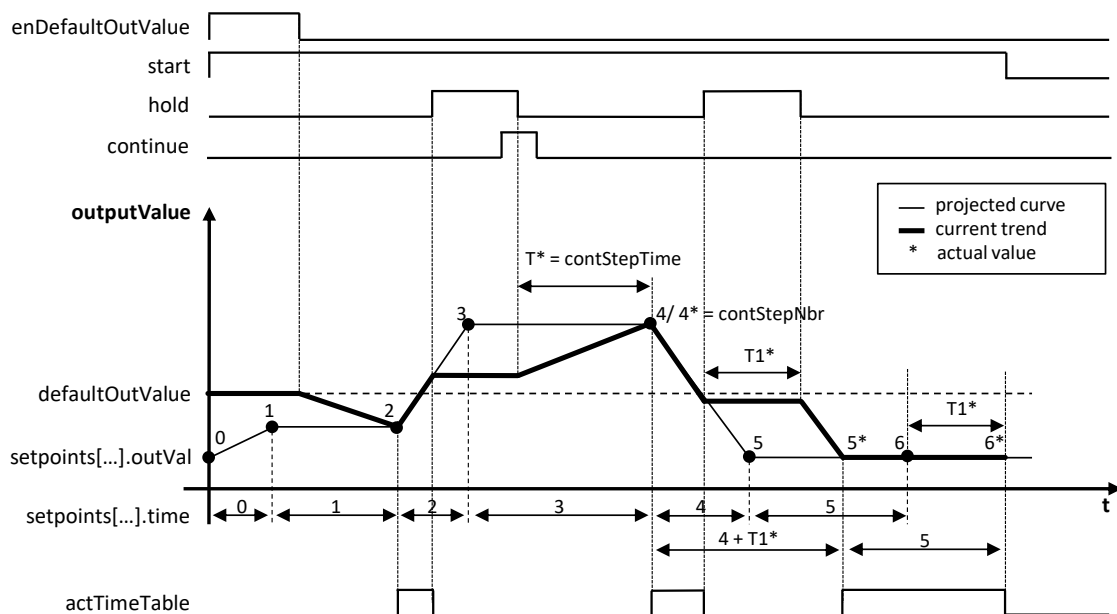 enDefaultOutValue
start
hold
continue
outputValue
projected curve
current trend
* actual value
T* = contStepTime
3
4/ 4* = contStepNbr
T1*
defaultOutValue
1
2
T1*
0
5
5*
6
6*
setpoints[...].outVal
t
setpoints[...].time
0
1
2
3
4
5
4 + T1*
5
actTimeTable